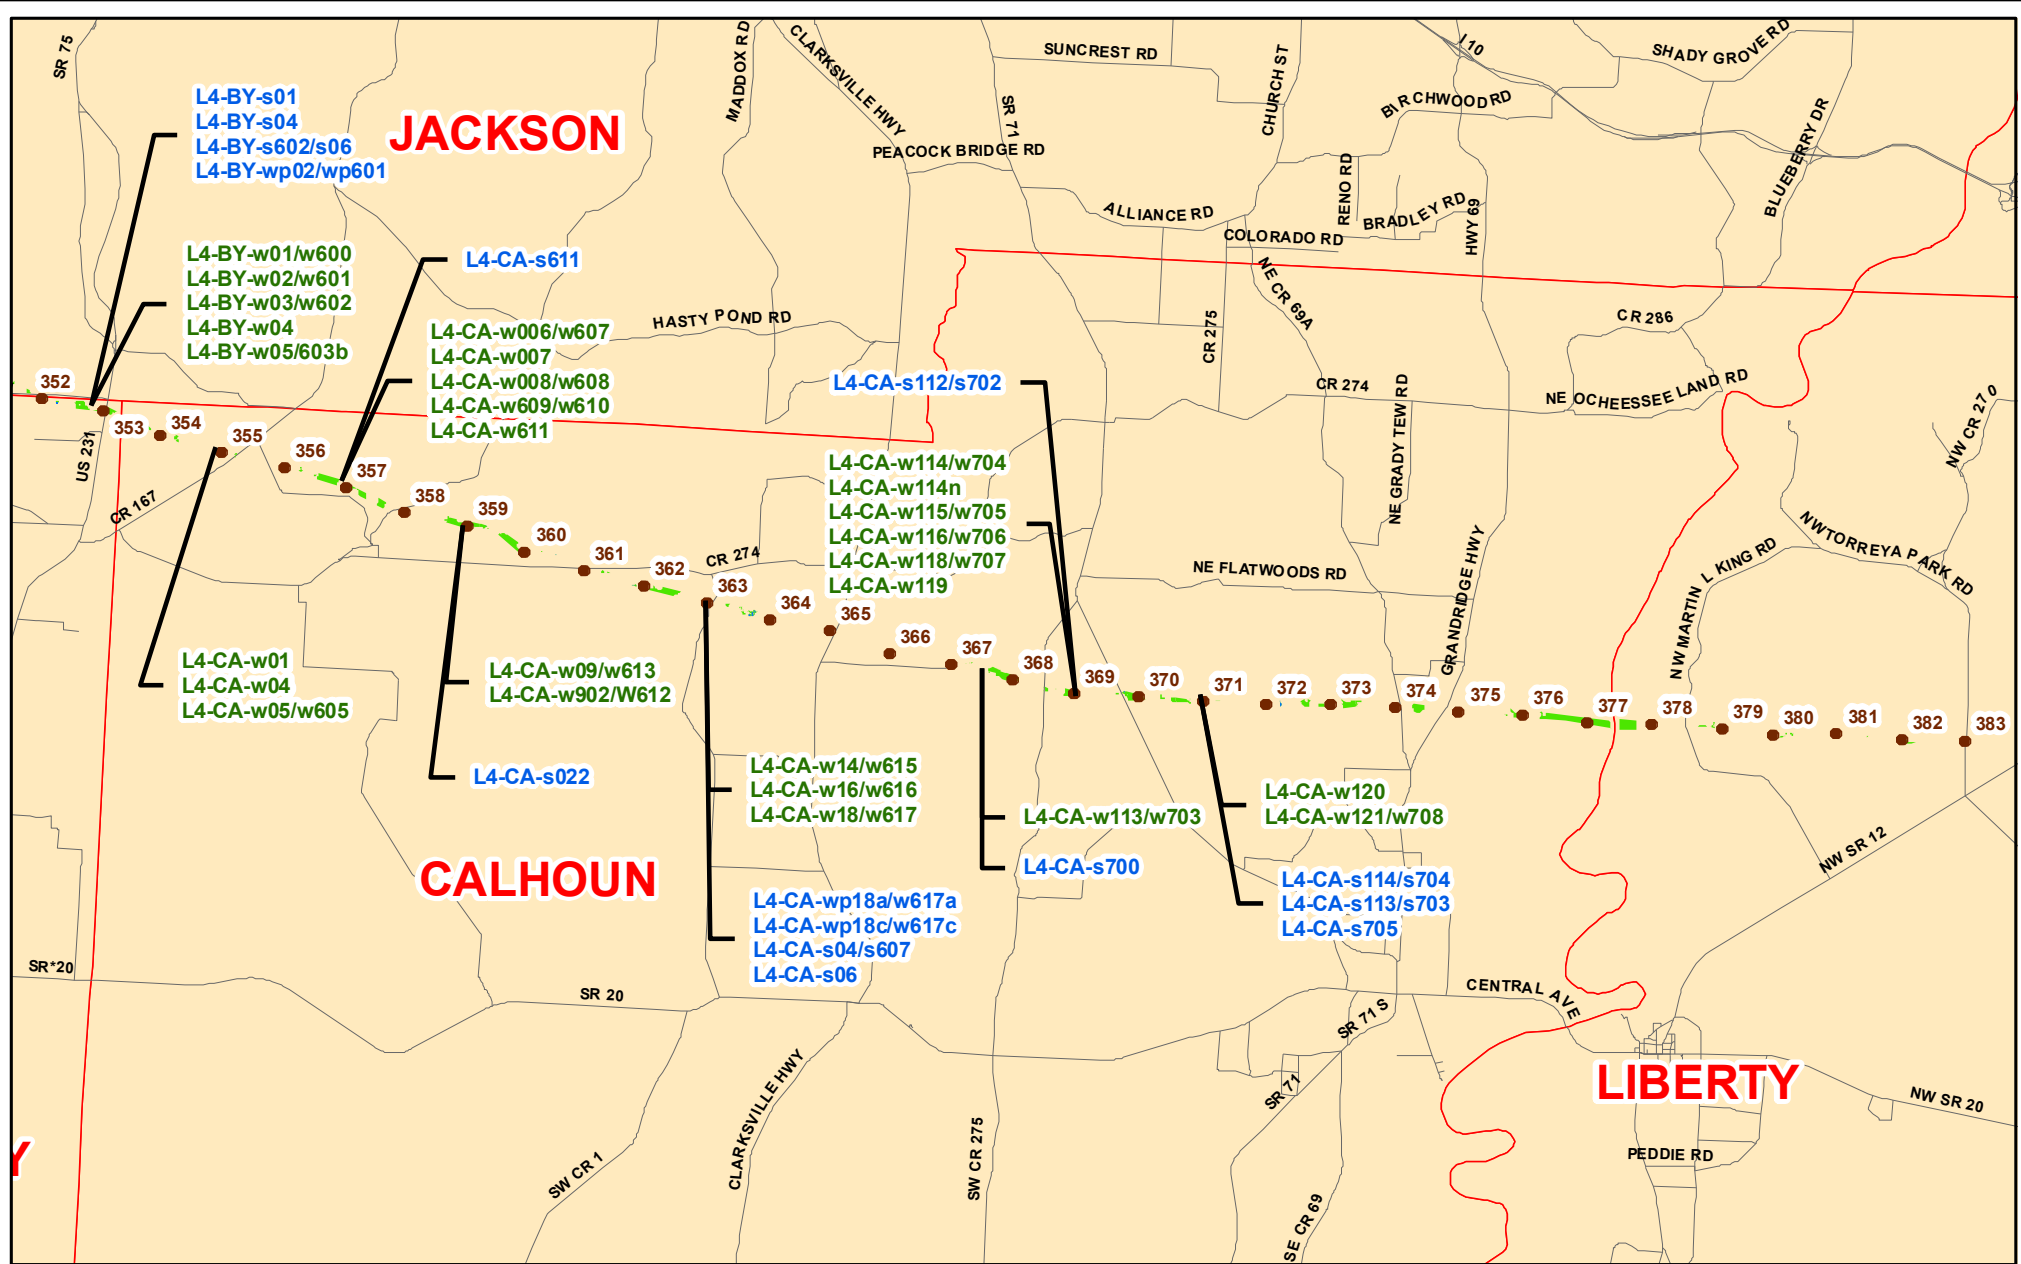 SR 75
L4-BY-s01
L4-BY-s04
L4-BY-s602/s06
L4-BY-wp02/wp601
JACKSON
MADDOX RD
CLARKSVILLE HWY
SUNCREST RD
SR 71
PEACOCK BRIDGE RD
CHURCH ST
I 10
SHADY GROVE RD
BIRCHWOOD RD
BLUEBERRY DR
RENO RD
BRADLEY RD
ALLIANCE RD
COLORADO RD
HWY 69
NE CR 69A
L4-BY-w01/w600
L4-BY-w02/w601
L4-BY-w03/w602
L4-BY-w04
L4-BY-w05/603b
L4-CA-s611
L4-CA-w006/w607
L4-CA-w007
L4-CA-w008/w608
L4-CA-w609/w610
L4-CA-w611
HASTY POND RD
CR 275
CR 286
L4-CA-s112/s702
CR 274
NE GRADY TEW RD
NE OCHEESSEE LAND RD
NW CR 270
US 231
CR 167
L4-CA-w114/w704
L4-CA-w114n
L4-CA-w115/w705
L4-CA-w116/w706
L4-CA-w118/w707
L4-CA-w119
CR 274
NE FLATWOODS RD
GRANDRIDGE HWY
NW MARTIN L KING RD
NW TORREYA PARK RD
352
353
354
355
356
357
358
359
360
361
362
363
364
365
366
367
368
369
370
371
372
373
374
375
376
377
378
379
380
381
382
383
L4-CA-w01
L4-CA-w04
L4-CA-w05/w605
L4-CA-w09/w613
L4-CA-w902/W612
L4-CA-s022
L4-CA-w14/w615
L4-CA-w16/w616
L4-CA-w18/w617
L4-CA-w113/w703
L4-CA-s700
L4-CA-w120
L4-CA-w121/w708
L4-CA-s114/s704
L4-CA-s113/s703
L4-CA-s705
CALHOUN
L4-CA-wp18a/w617a
L4-CA-wp18c/w617c
L4-CA-s04/s607
L4-CA-s06
NW SR 12
SR*20
SR 20
CENTRAL AVE
SR 71 S
SR 71
LIBERTY
NW SR 20
PEDDIE RD
CLARKSVILLE HWY
SW CR 1
SW CR 275
SE CR 69
Y